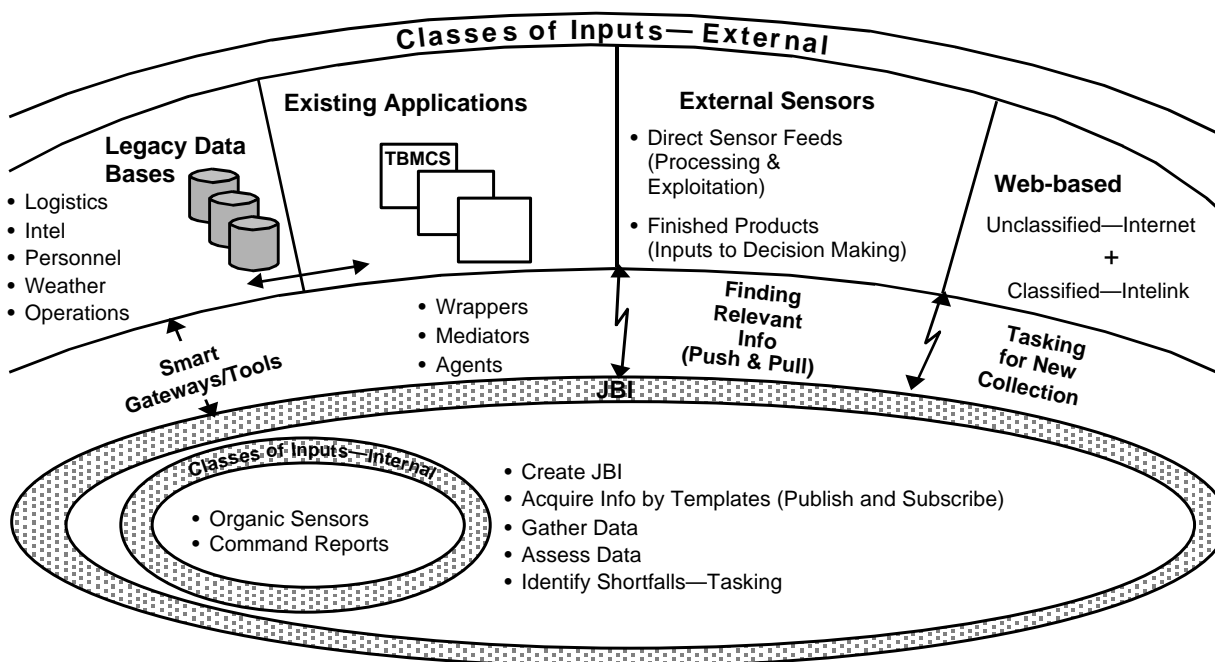 Classes of Inputs—External
Legacy Data
Bases
• Logistics
• Intel
• Personnel
• Weather
• Operations
Existing Applications
TBMCS
External Sensors
• Direct Sensor Feeds
(Processing &
Exploitation)
• Finished Products
(Inputs to Decision Making)
Web-based
Unclassified—Internet
+
Classified—Intelink
Smart
Gateways/Tools
• Wrappers
• Mediators
• Agents
Finding
Relevant
Info
(Push & Pull)
Tasking
for New
Collection
JBI
Classes of Inputs—Internal
• Organic Sensors
• Command Reports
• Create JBI
• Acquire Info by Templates (Publish and Subscribe)
• Gather Data
• Assess Data
• Identify Shortfalls—Tasking